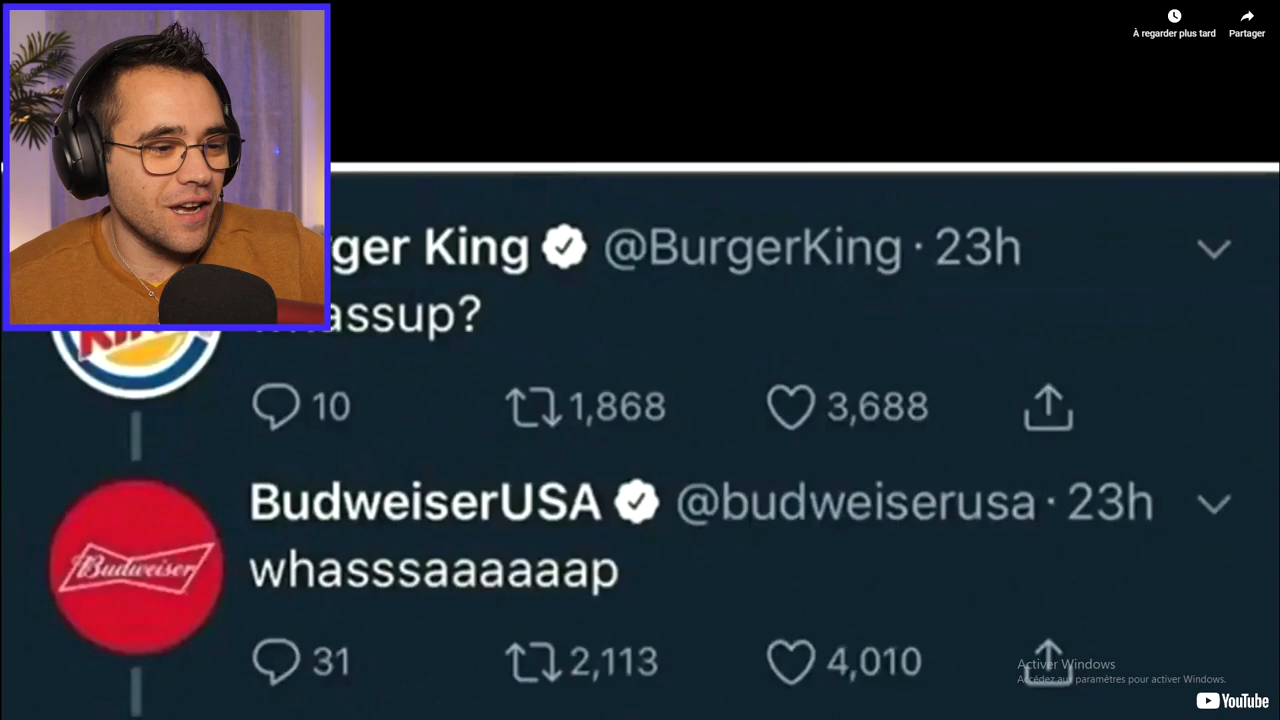 À regarder plus tard
Partager
ger King @BurgerKing · 23h
assup?
10 1,868 3,688
BudweiserUSA @budweiserusa · 23h
whasssaaaaaap
Budweiser
31 2,113 4,010
Activer Windows
Accédez aux paramètres pour activer Windows.
YouTube